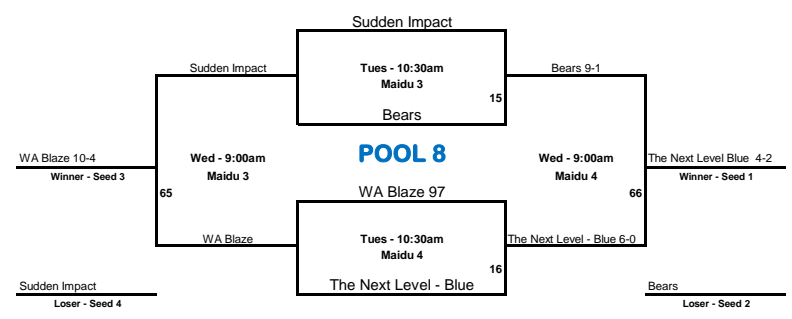 Sudden Impact
Sudden Impact
Tues - 10:30am
Bears 9-1
Maidu 3
15
Bears
WA Blaze 10-4
Wed - 9:00am
POOL 8
Wed - 9:00am
The Next Level Blue 4-2
Winner - Seed 3
Maidu 3
Maidu 4
Winner - Seed 1
65
WA Blaze 97
66
WA Blaze
Tues - 10:30am
The Next Level - Blue 6-0
Maidu 4
16
Sudden Impact
The Next Level - Blue
Bears
Loser - Seed 4
Loser - Seed 2